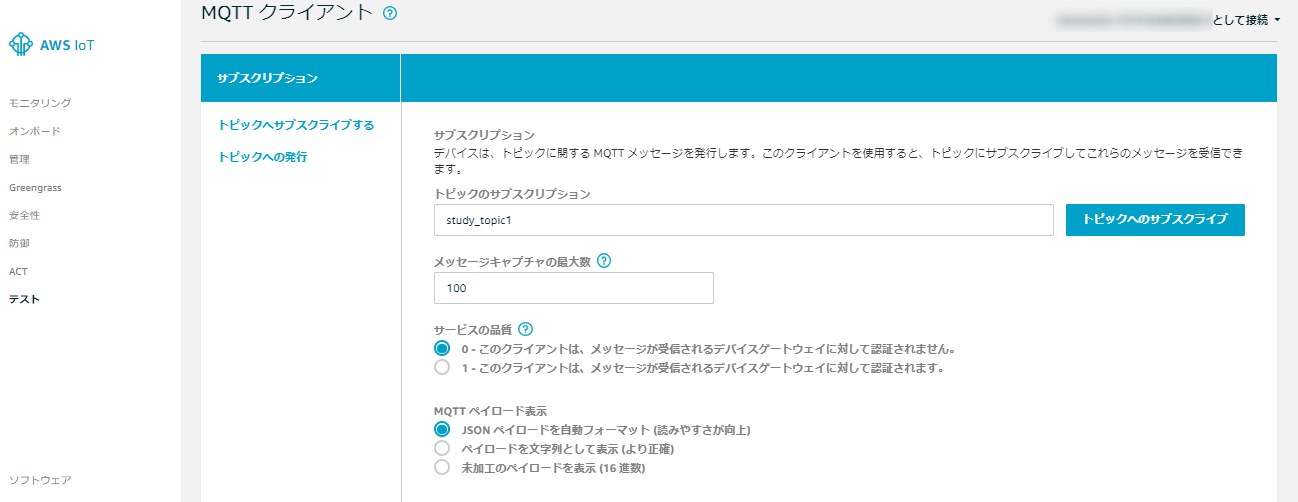 MQTT クライアント
として接続
AWS IoT
モニタリング
オンボード
管理
Greengrass
安全性
防御
ACT
テスト
ソフトウェア
サブスクリプション
トピックへサブスクライブする
トピックへの発行
サブスクリプション
デバイスは、トピックに関する MQTT メッセージを発行します。このクライアントを使用すると、トピックにサブスクライブしてこれらのメッセージを受信でき
ます。
トピックのサブスクリプション
study_topic1
トピックへのサブスクライブ
メッセージキャプチャの最大数
100
サービスの品質
0 - このクライアントは、メッセージが受信されるデバイスゲートウェイに対して認証されません。
1 - このクライアントは、メッセージが受信されるデバイスゲートウェイに対して認証されます。
MQTT ペイロード表示
JSON ペイロードを自動フォーマット (読みやすさが向上)
ペイロードを文字列として表示 (より正確)
未加工のペイロードを表示 (16 進数)